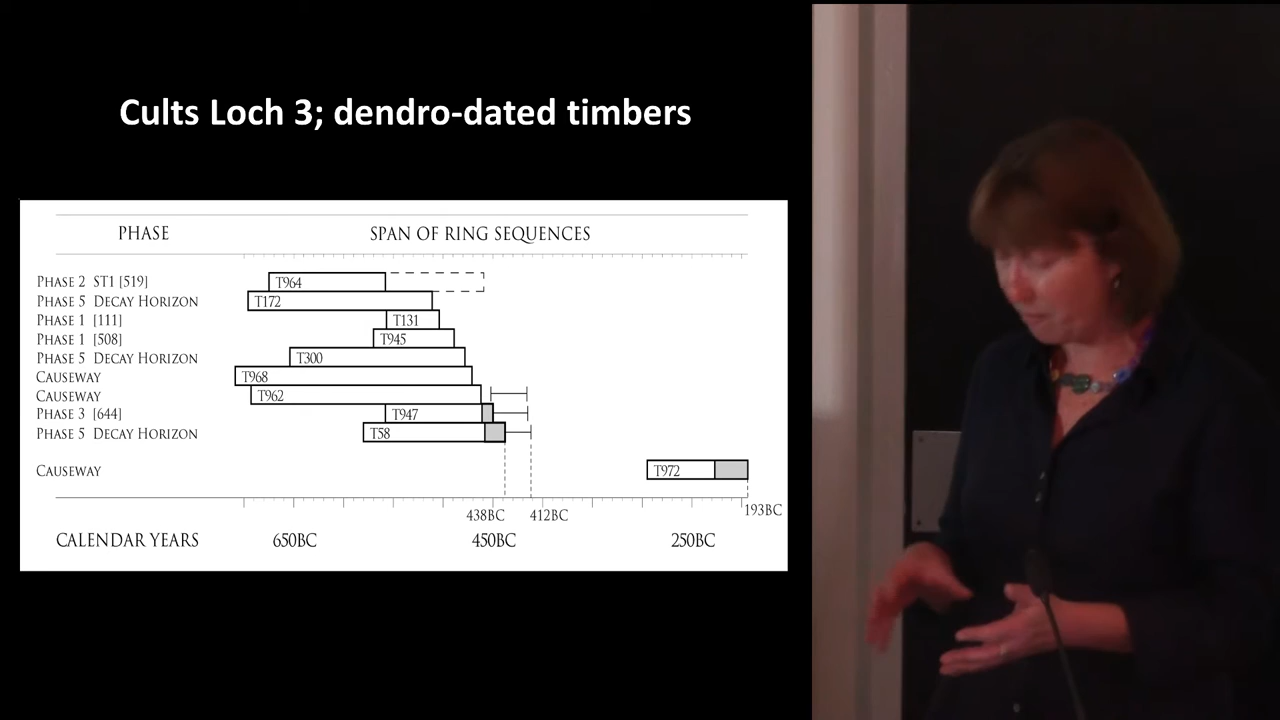 Cults Loch 3; dendro-dated timbers
PHASE SPAN OF RING SEQUENCES
PHASE 2 ST1 [519] T964
PHASE 5 DECAY HORIZON T172
PHASE 1 [111] T131
PHASE 1 [508] T945
PHASE 5 DECAY HORIZON T300
CAUSEWAY T968
CAUSEWAY T962
PHASE 3 [644] T947
PHASE 5 DECAY HORIZON T58
CAUSEWAY T972
438BC 412BC 193BC
CALENDAR YEARS 650BC 450BC 250BC